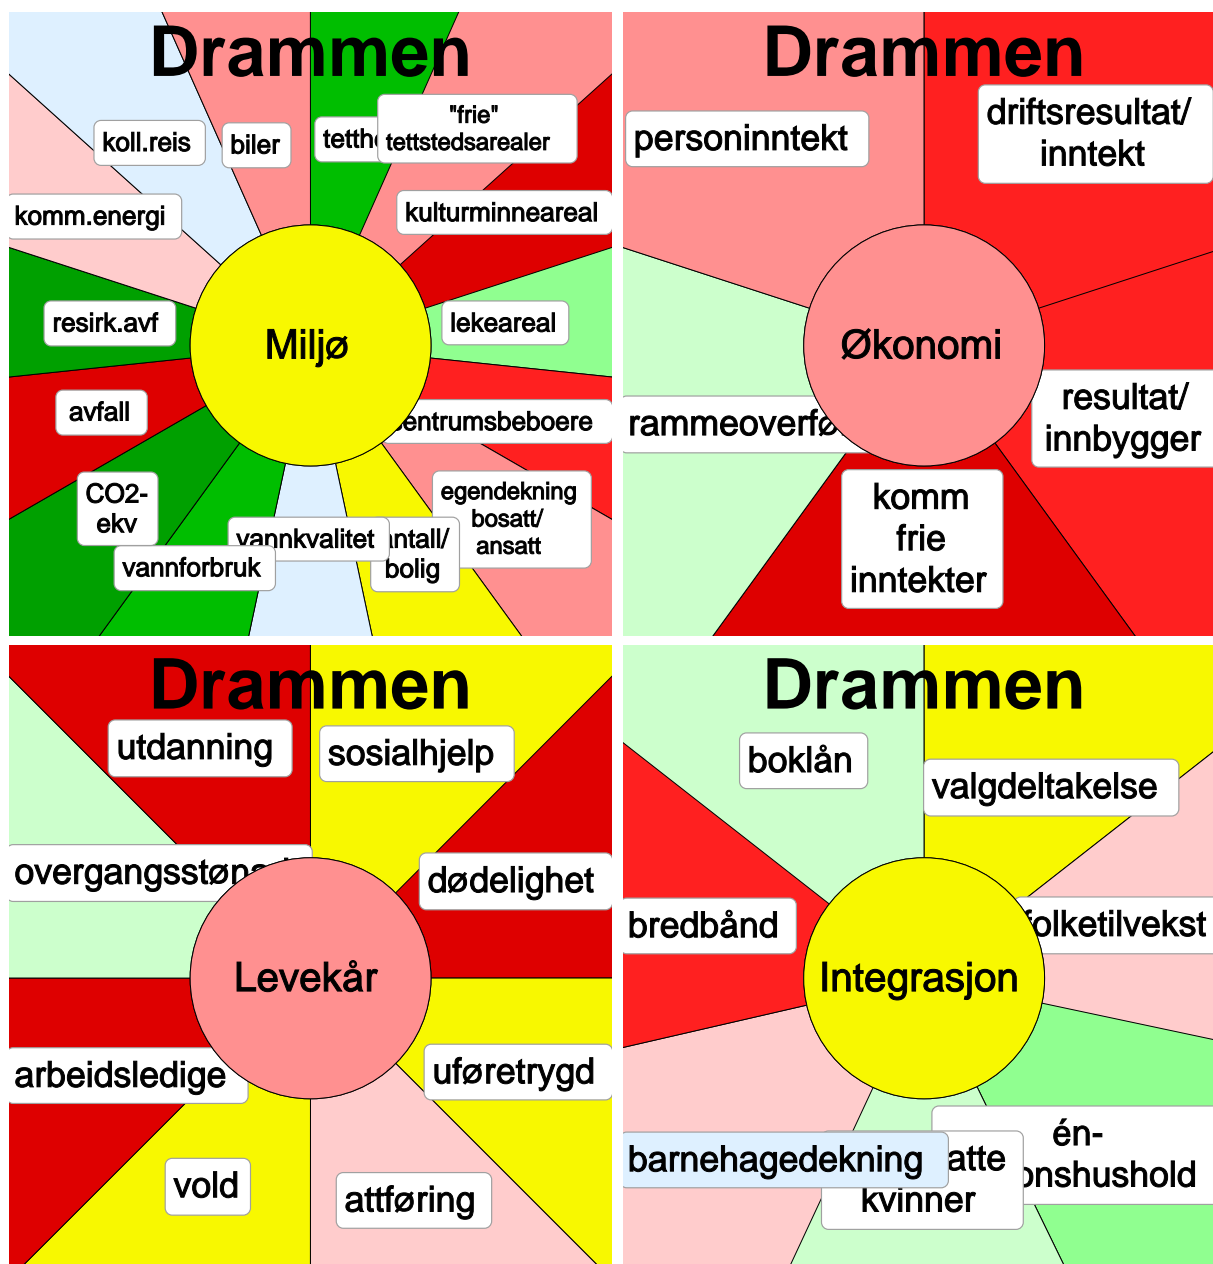 Drammen
"frie"
tettstedsarealer
koll.reis
biler
kulturminneareal
komm.energi
resirk.avf
lekeareal
Miljø
avfall
egendekning
bosatt/
ansatt
CO2-
ekv
vannkvalitet
bolig
vannforbruk
Drammen
driftsresultat/
inntekt
personinntekt
Økonomi
resultat/
innbygger
komm
frie
inntekter
Drammen
utdanning
sosialhjelp
dødelighet
Levekår
arbeidsledige
uføretrygd
vold
attføring
Drammen
boklån
valgdeltakelse
bredbånd
folketilvekst
Integrasjon
én-
barnehagedekning
kvinner